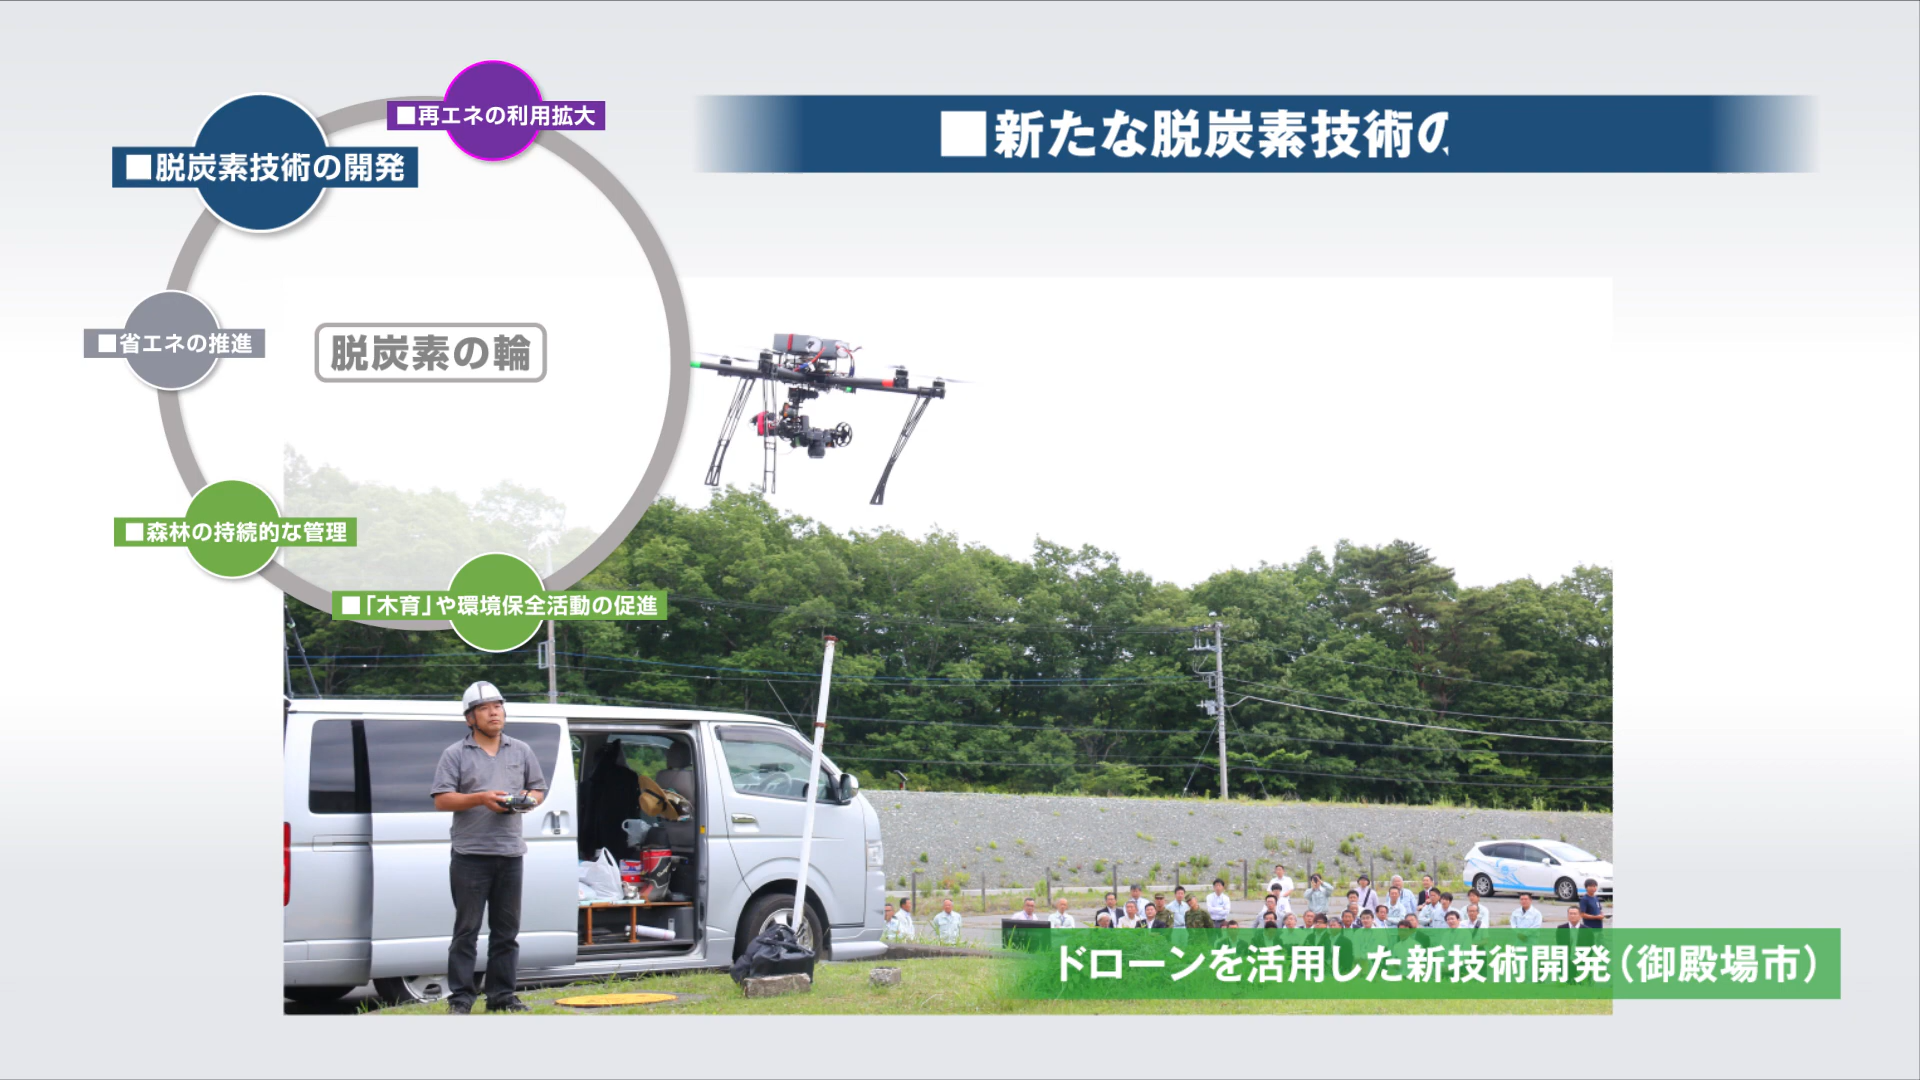 ■再エネの利用拡大
■脱炭素技術の開発
■新たな脱炭素技術の
■省エネの推進
脱炭素の輪
■森林の持続的な管理
■「木育」や環境保全活動の促進
ドローンを活用した新技術開発（御殿場市）